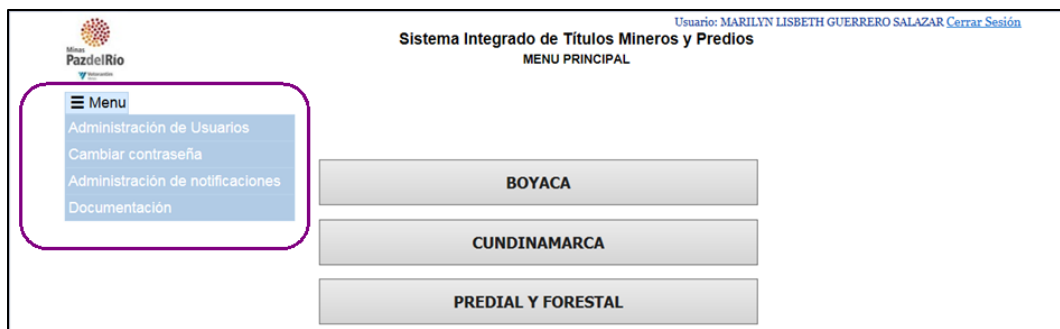 Usuario: MARILYN LISBETH GUERRERO SALAZAR Cerrar Sesión
Sistema Integrado de Títulos Mineros y Predios
MENU PRINCIPAL
Minas
PazdelRío
☰ Menu
Administración de Usuarios
Cambiar contraseña
Administración de notificaciones
Documentación
BOYACA
CUNDINAMARCA
PREDIAL Y FORESTAL